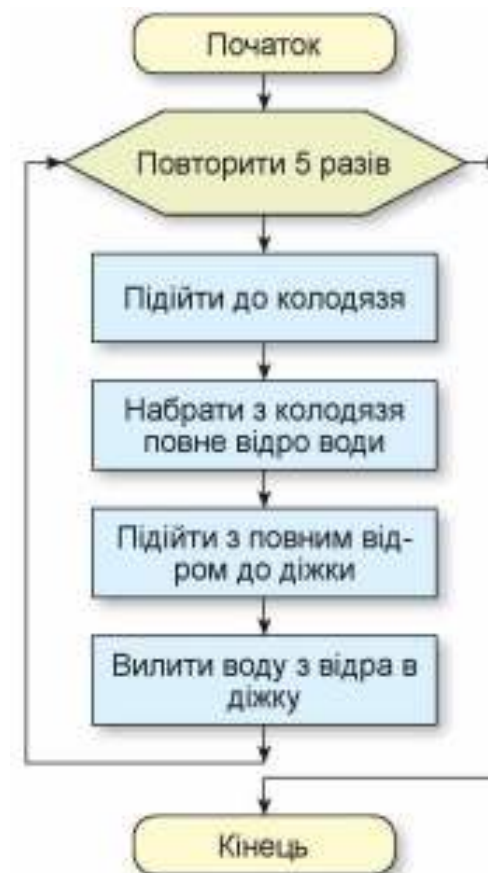 Початок
Повторити 5 разів
Підійти до колодязя
Набрати з колодязя
повне відро води
Підійти з повним від-
ром до діжки
Вилити воду з відра в
діжку
Кінець